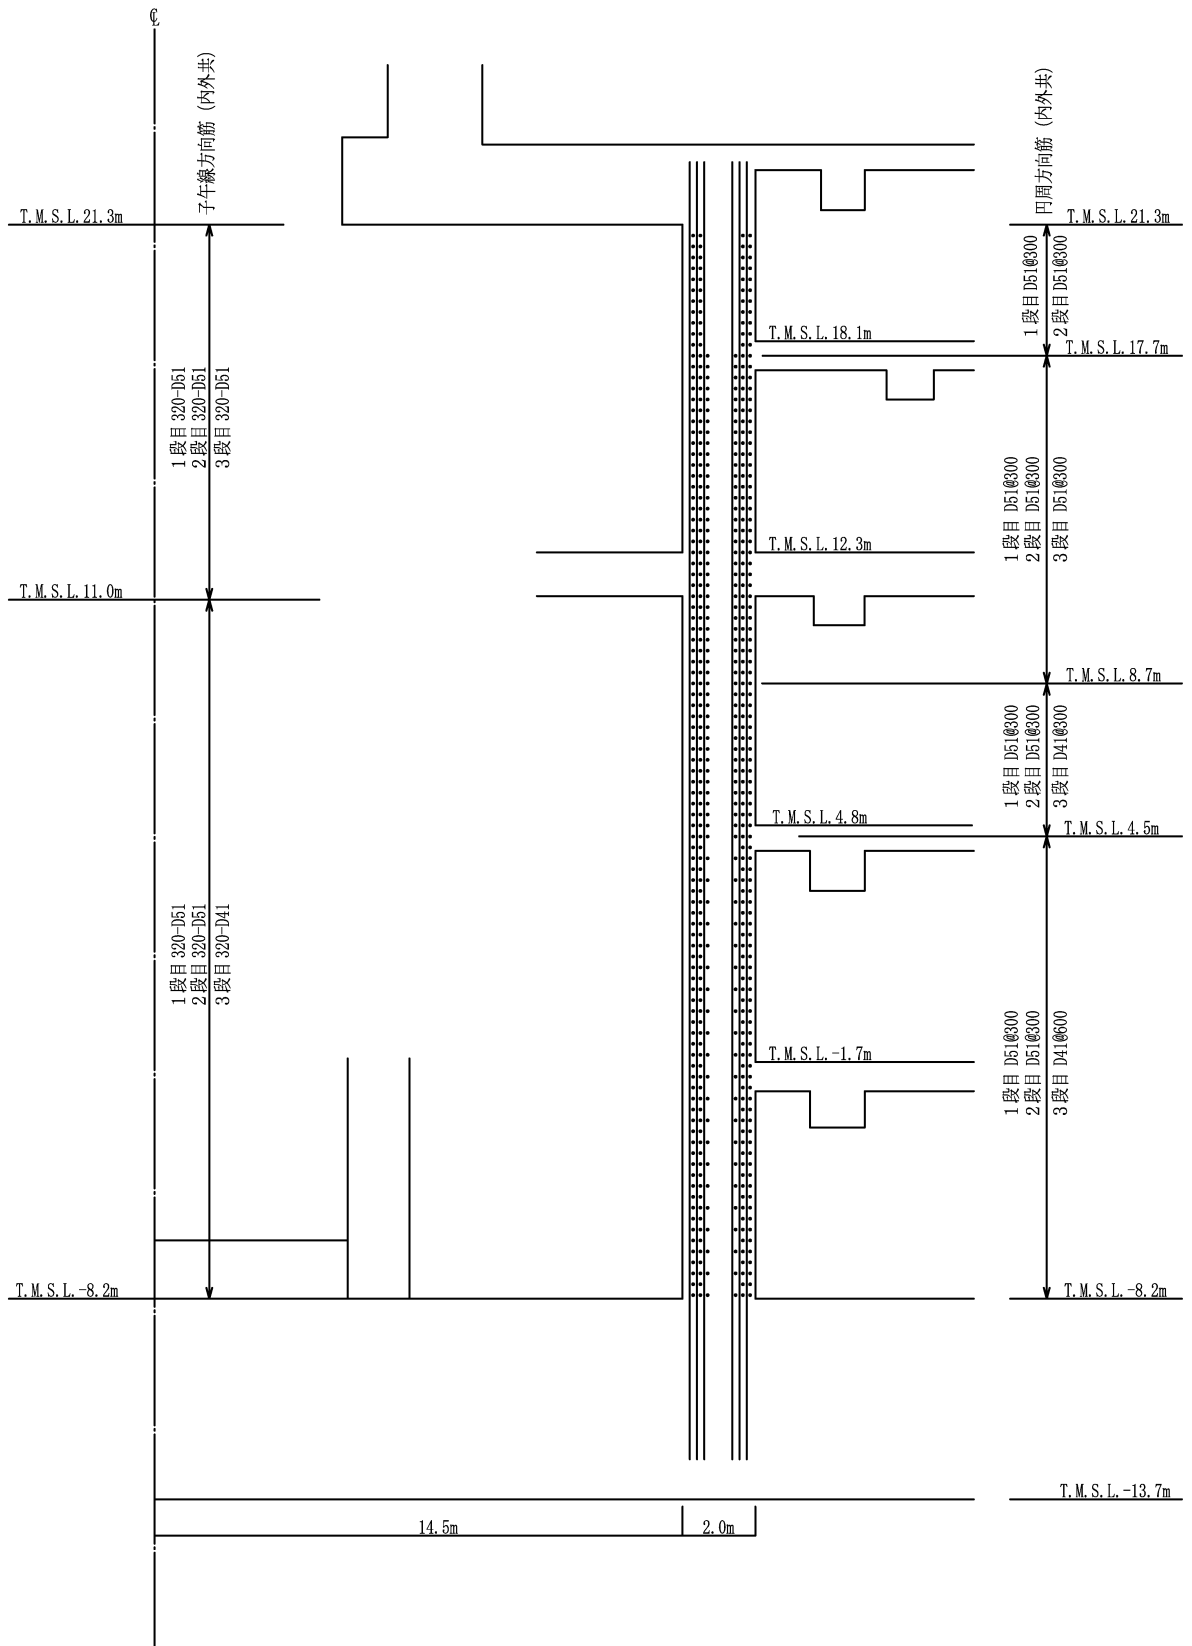 ℄
子午線方向筋 (内外共)
円周方向筋 (内外共)
T.M.S.L.21.3m
T.M.S.L.21.3m
1段目 D51@300
2段目 D51@300
T.M.S.L.18.1m
T.M.S.L.17.7m
1段目 320-D51
2段目 320-D51
3段目 320-D51
1段目 D51@300
2段目 D51@300
3段目 D51@300
T.M.S.L.12.3m
T.M.S.L.11.0m
T.M.S.L.8.7m
1段目 D51@300
2段目 D51@300
3段目 D41@300
T.M.S.L.4.8m
T.M.S.L.4.5m
1段目 320-D51
2段目 320-D51
3段目 320-D41
1段目 D51@300
2段目 D51@300
3段目 D41@600
T.M.S.L.-1.7m
T.M.S.L.-8.2m
T.M.S.L.-8.2m
T.M.S.L.-13.7m
14.5m
2.0m